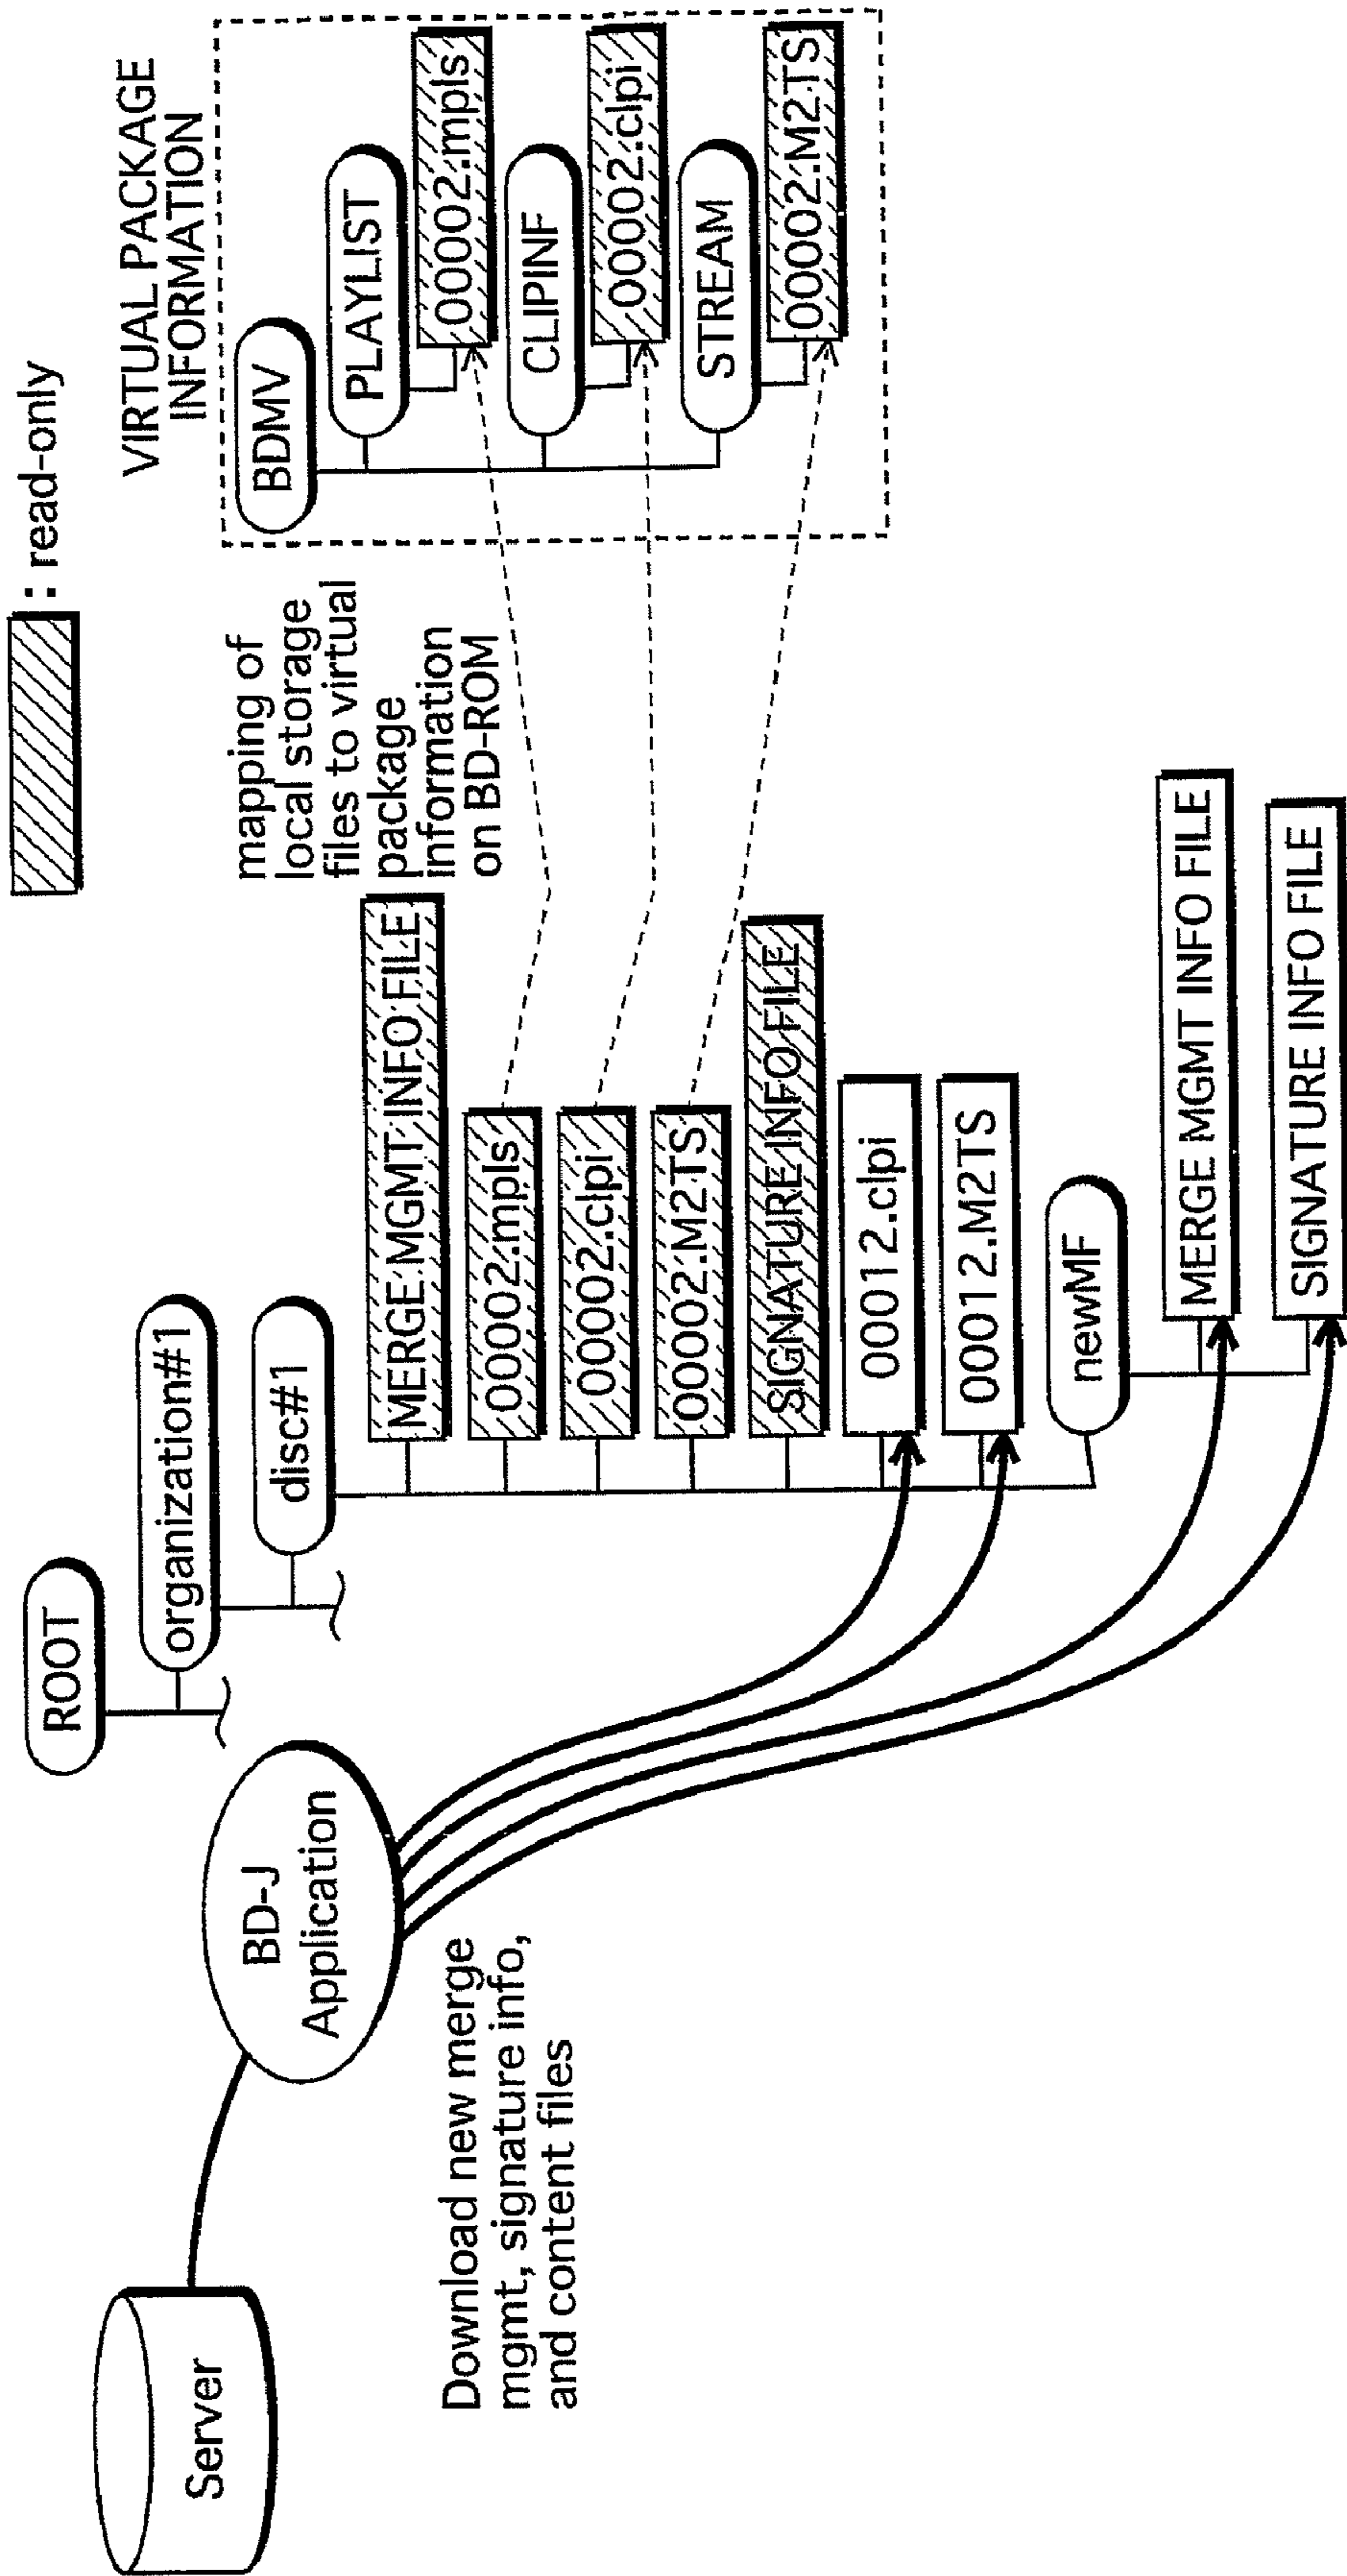 : read-only
VIRTUAL PACKAGE
INFORMATION
BDMV
PLAYLIST
00002.mpls
CLIPINF
00002.clpi
STREAM
00002.M2TS
mapping of
local storage
files to virtual
package
information
on BD-ROM
ROOT
organization#1
disc#1
MERGE MGMT INFO FILE
00002.mpls
00002.clpi
00002.M2TS
SIGNATURE INFO FILE
00012.clpi
00012.M2TS
newMF
MERGE MGMT INFO FILE
SIGNATURE INFO FILE
BD-J
Application
Server
Download new merge
mgmt, signature info,
and content files